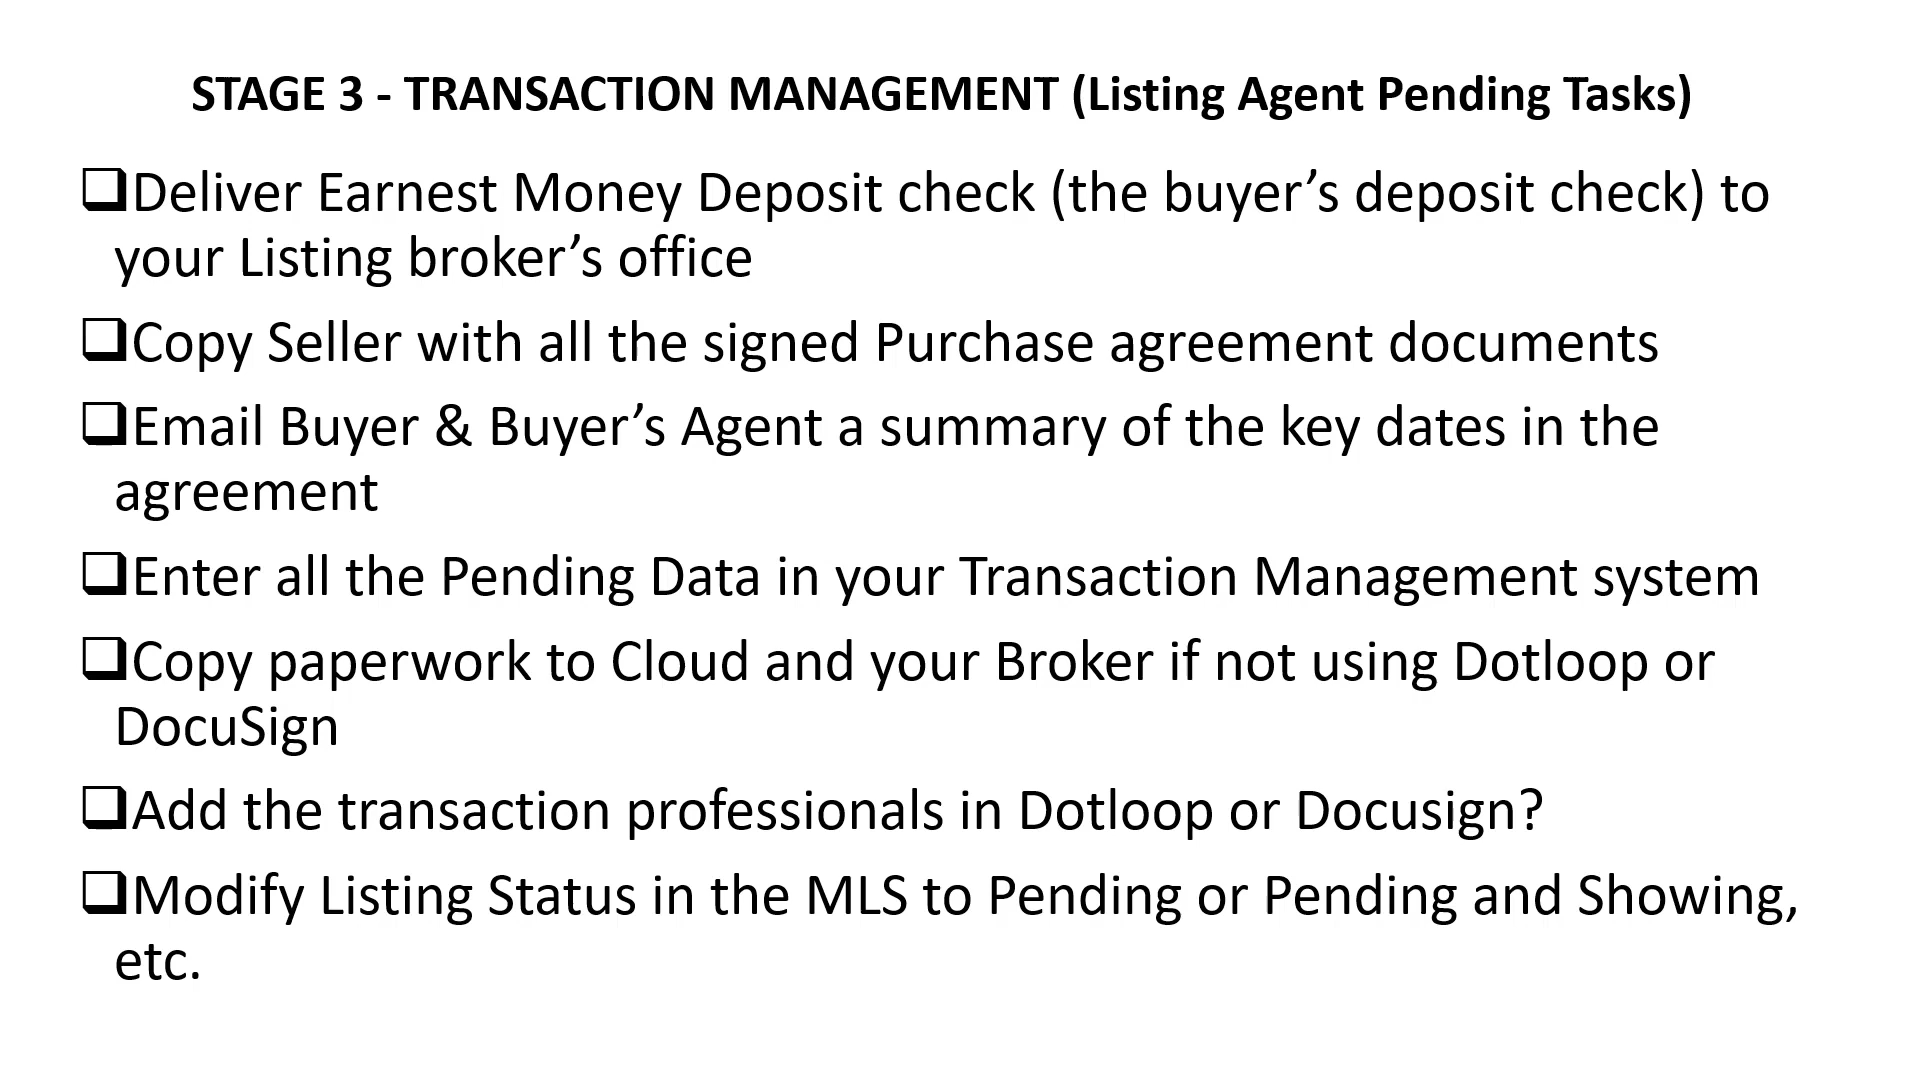 STAGE 3 - TRANSACTION MANAGEMENT (Listing Agent Pending Tasks)
❑Deliver Earnest Money Deposit check (the buyer’s deposit check) to
your Listing broker’s office
❑Copy Seller with all the signed Purchase agreement documents
❑Email Buyer & Buyer’s Agent a summary of the key dates in the
agreement
❑Enter all the Pending Data in your Transaction Management system
❑Copy paperwork to Cloud and your Broker if not using Dotloop or
DocuSign
❑Add the transaction professionals in Dotloop or Docusign?
❑Modify Listing Status in the MLS to Pending or Pending and Showing,
etc.